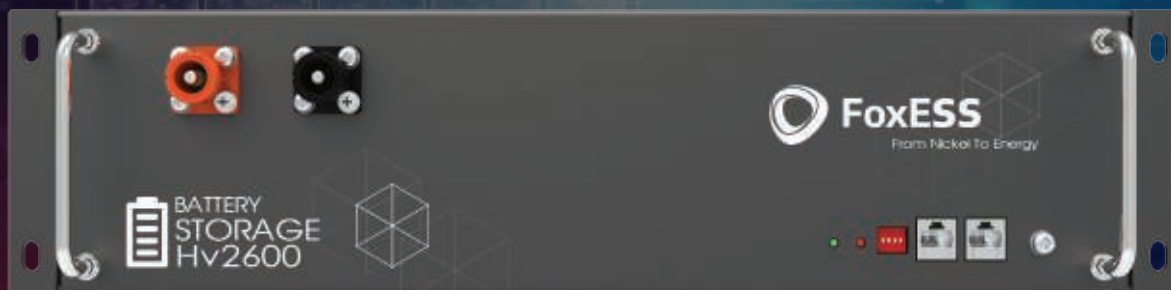 FoxESS
From Nickel To Energy
BATTERY
STORAGE
Hv2600